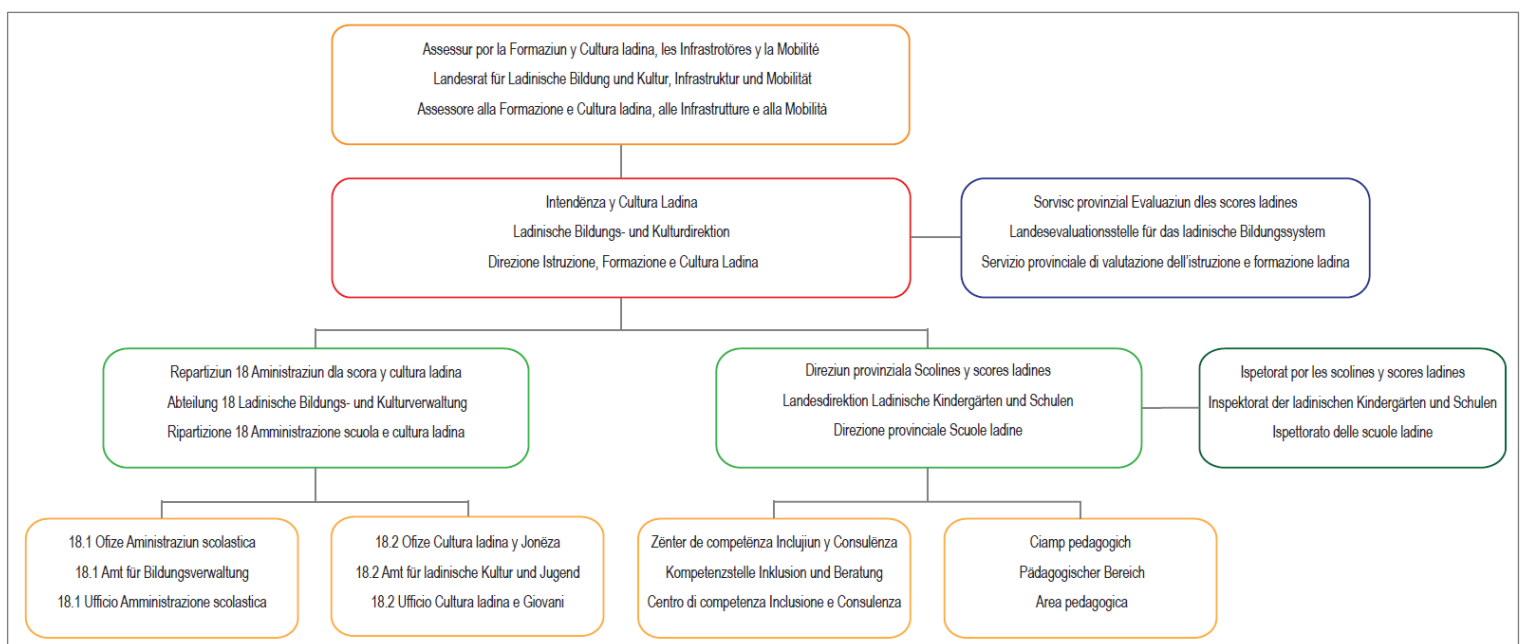 Assessur por la Formaziun y Cultura ladina, les Infrastrotöres y la Mobilité
Landesrat für Ladinische Bildung und Kultur, Infrastruktur und Mobilität
Assessore alla Formazione e Cultura ladina, alle Infrastrutture e alla Mobilità
Intendënza y Cultura Ladina
Ladinische Bildungs- und Kulturdirektion
Direzione Istruzione, Formazione e Cultura Ladina
Sorvisc provinzial Evaluaziun dles scores ladines
Landesevaluationsstelle für das ladinische Bildungssystem
Servizio provinciale di valutazione dell'istruzione e formazione ladina
Repartiziun 18 Aministraziun dla scora y cultura ladina
Abteilung 18 Ladinische Bildungs- und Kulturverwaltung
Ripartizione 18 Amministrazione scuola e cultura ladina
Direziun provinziala Scolines y scores ladines
Landesdirektion Ladinische Kindergärten und Schulen
Direzione provinciale Scuole ladine
Ispetorat por les scolines y scores ladines
Inspektorat der ladinischen Kindergärten und Schulen
Ispettorato delle scuole ladine
18.1 Ofize Aministraziun scolastica
18.1 Amt für Bildungsverwaltung
18.1 Ufficio Amministrazione scolastica
18.2 Ofize Cultura ladina y Jonëza
18.2 Amt für ladinische Kultur und Jugend
18.2 Ufficio Cultura ladina e Giovani
Zënter de competënza Inclujiun y Consulënza
Kompetenzstelle Inklusion und Beratung
Centro di competenza Inclusione e Consulenza
Ciamp pedagogich
Pädagogischer Bereich
Area pedagogica